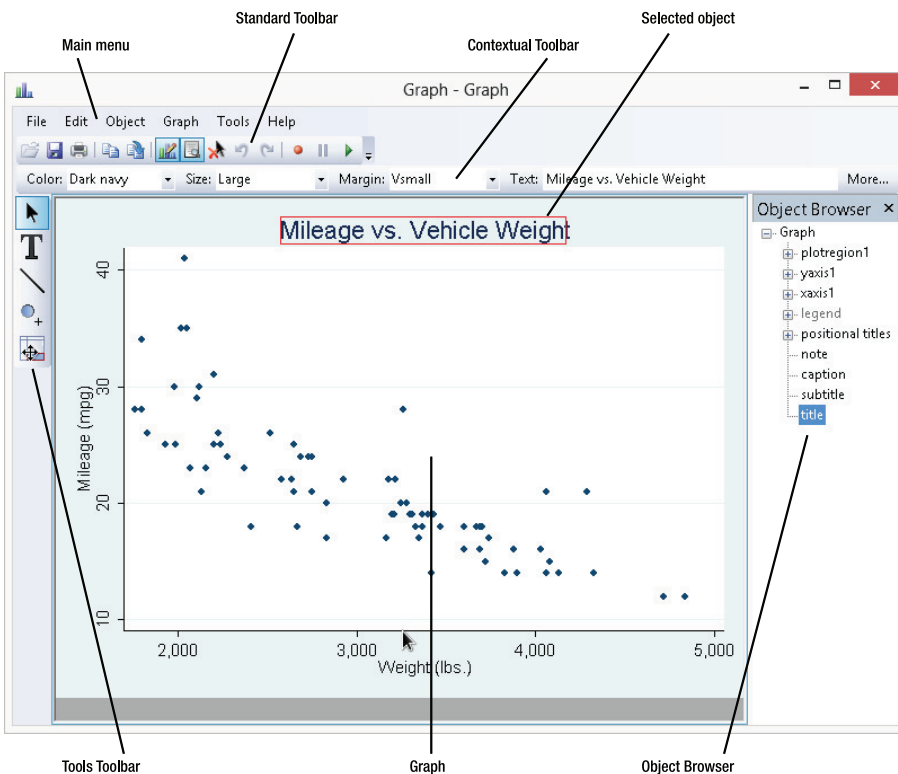 Standard Toolbar
Selected object
Main menu
Contextual Toolbar
Graph - Graph
File Edit Object Graph Tools Help
Color: Dark navy Size: Large Margin: Vsmall Text: Mileage vs. Vehicle Weight More...
Object Browser
T
Mileage vs. Vehicle Weight
Graph
plotregion1
yaxis1
xaxis1
legend
positional titles
note
caption
subtitle
title
Mileage (mpg)
40
30
20
10
2,000 3,000 4,000 5,000
Weight (lbs.)
Tools Toolbar
Graph
Object Browser